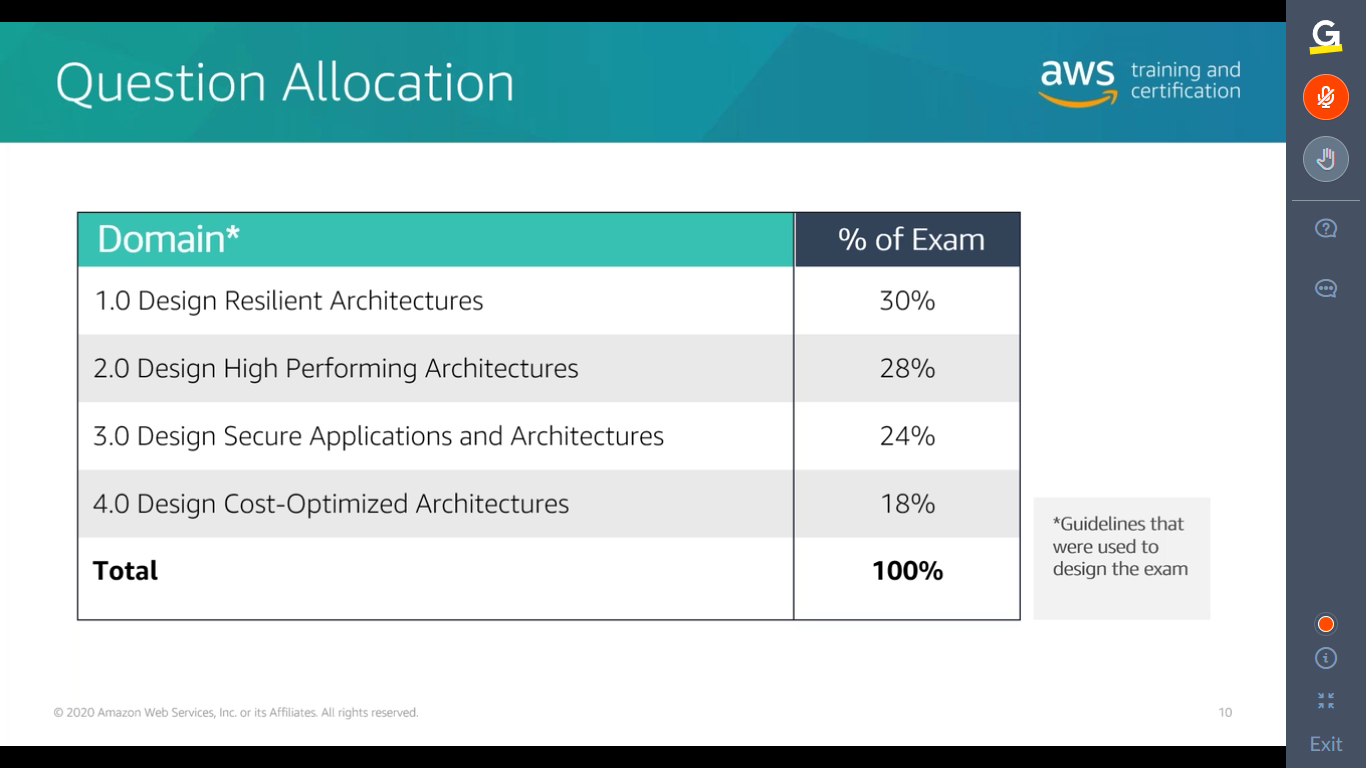 Question Allocation
aws training and
certification
Domain* % of Exam
1.0 Design Resilient Architectures 30%
2.0 Design High Performing Architectures 28%
3.0 Design Secure Applications and Architectures 24%
4.0 Design Cost-Optimized Architectures 18%
Total 100%
*Guidelines that
were used to
design the exam
© 2020 Amazon Web Services, Inc. or its Affiliates. All rights reserved.
10
G
Exit